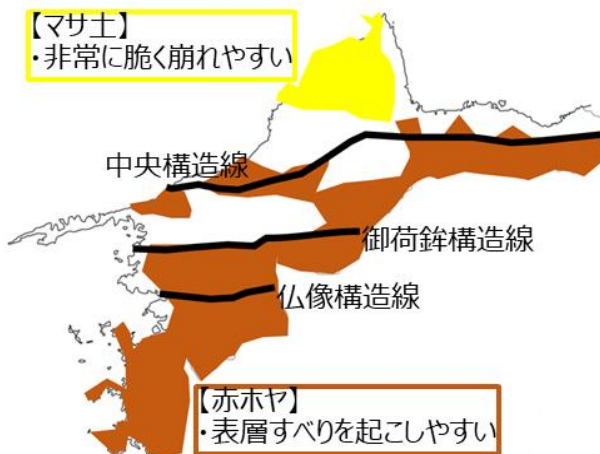 【マサ土】
・非常に脆く崩れやすい
中央構造線
御荷鉾構造線
仏像構造線
【赤ホヤ】
・表層すべりを起こしやすい